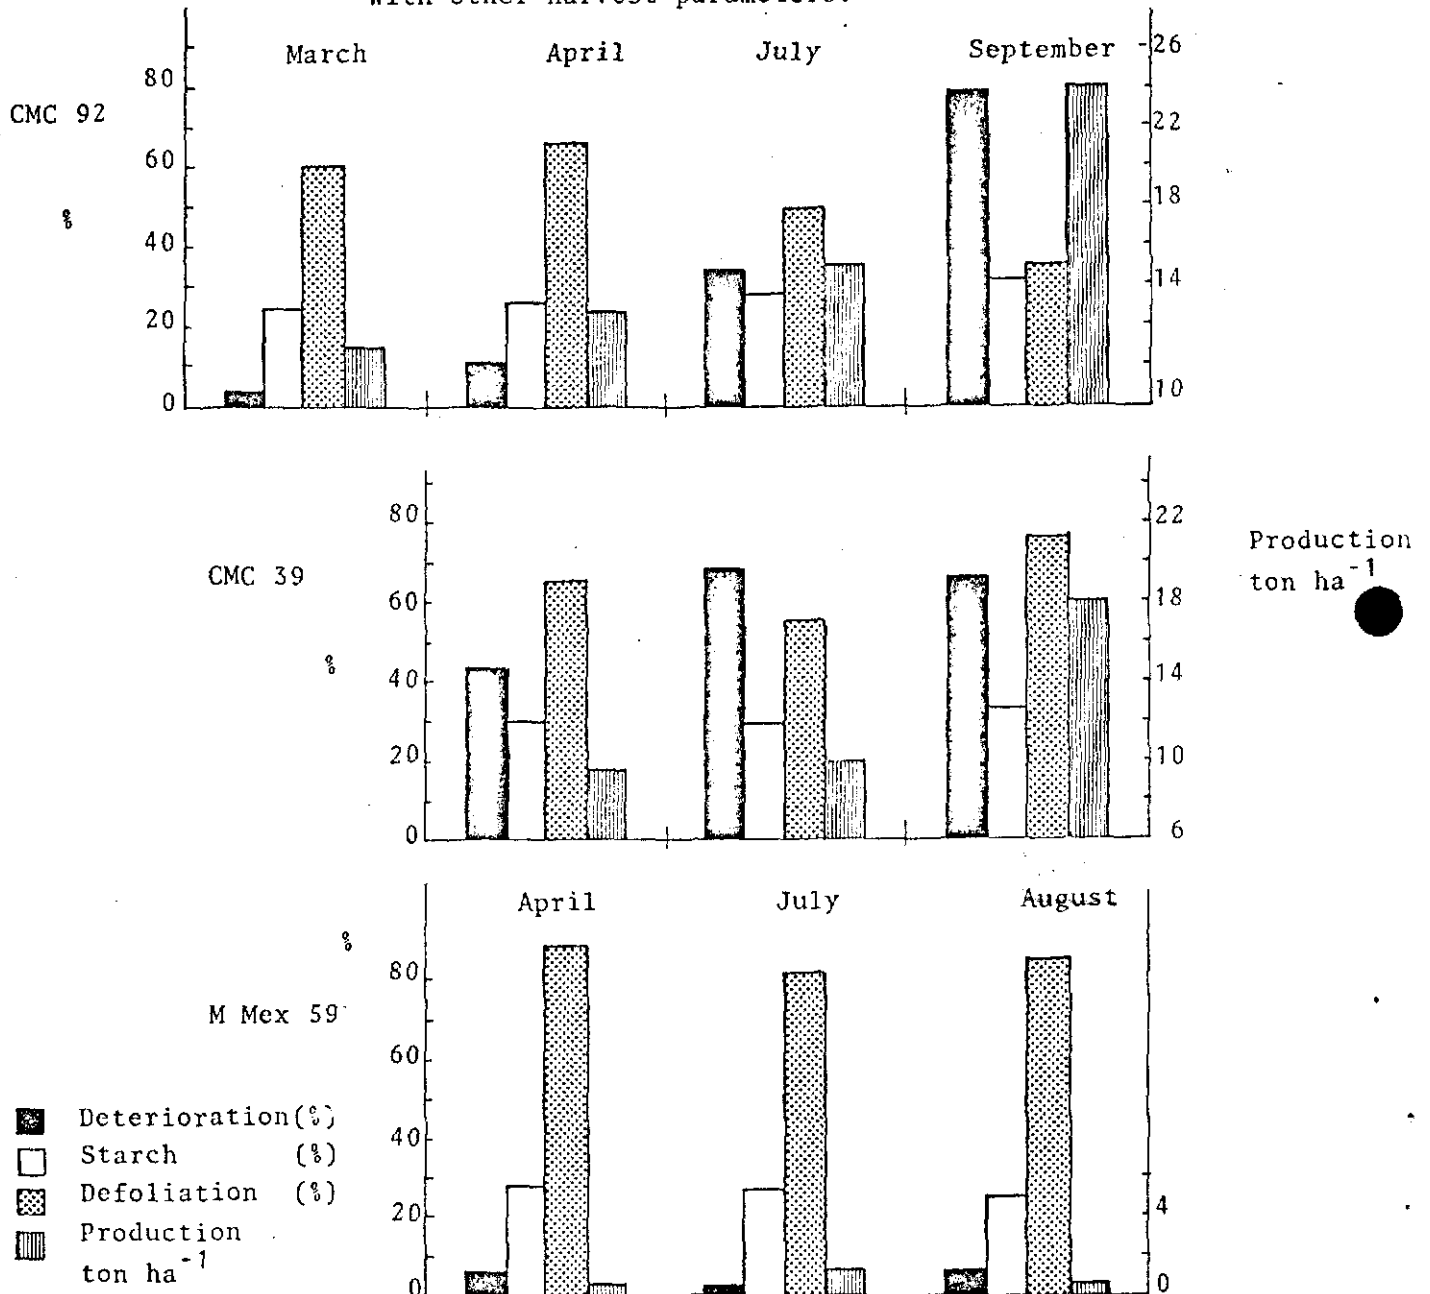 with other harvest parameters.
March April July September
CMC 92
%
80
60
40
20
0
26
22
18
14
10
CMC 39
%
80
60
40
20
0
22
18
14
10
6
Production
ton ha-1
April July August
M Mex 59
%
80
60
40
20
0
4
0
Deterioration(%)
Starch (%)
Defoliation (%)
Production
ton ha-1